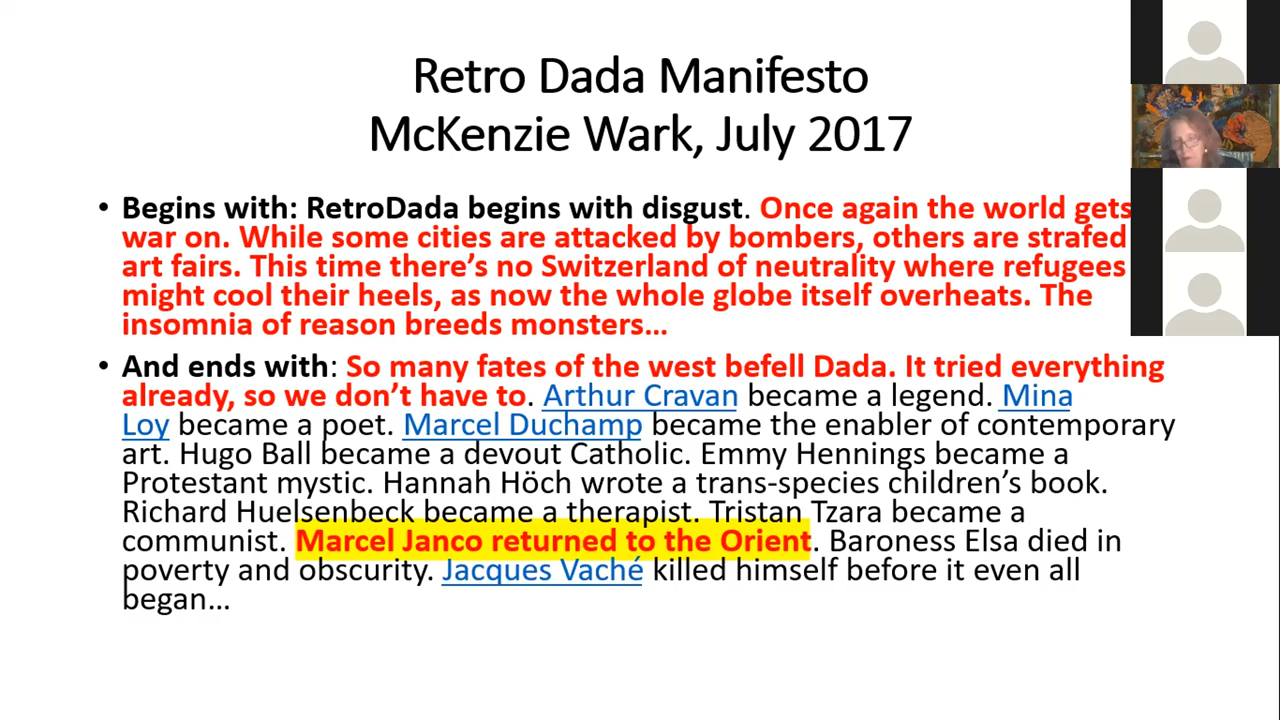 Retro Dada Manifesto
McKenzie Wark, July 2017
• Begins with: RetroDada begins with disgust. Once again the world gets
war on. While some cities are attacked by bombers, others are strafed
art fairs. This time there's no Switzerland of neutrality where refugees
might cool their heels, as now the whole globe itself overheats. The
insomnia of reason breeds monsters…
• And ends with: So many fates of the west befell Dada. It tried everything
already, so we don't have to. Arthur Cravan became a legend. Mina
Loy became a poet. Marcel Duchamp became the enabler of contemporary
art. Hugo Ball became a devout Catholic. Emmy Hennings became a
Protestant mystic. Hannah Höch wrote a trans-species children's book.
Richard Huelsenbeck became a therapist. Tristan Tzara became a
communist. Marcel Janco returned to the Orient. Baroness Elsa died in
poverty and obscurity. Jacques Vaché killed himself before it even all
began…